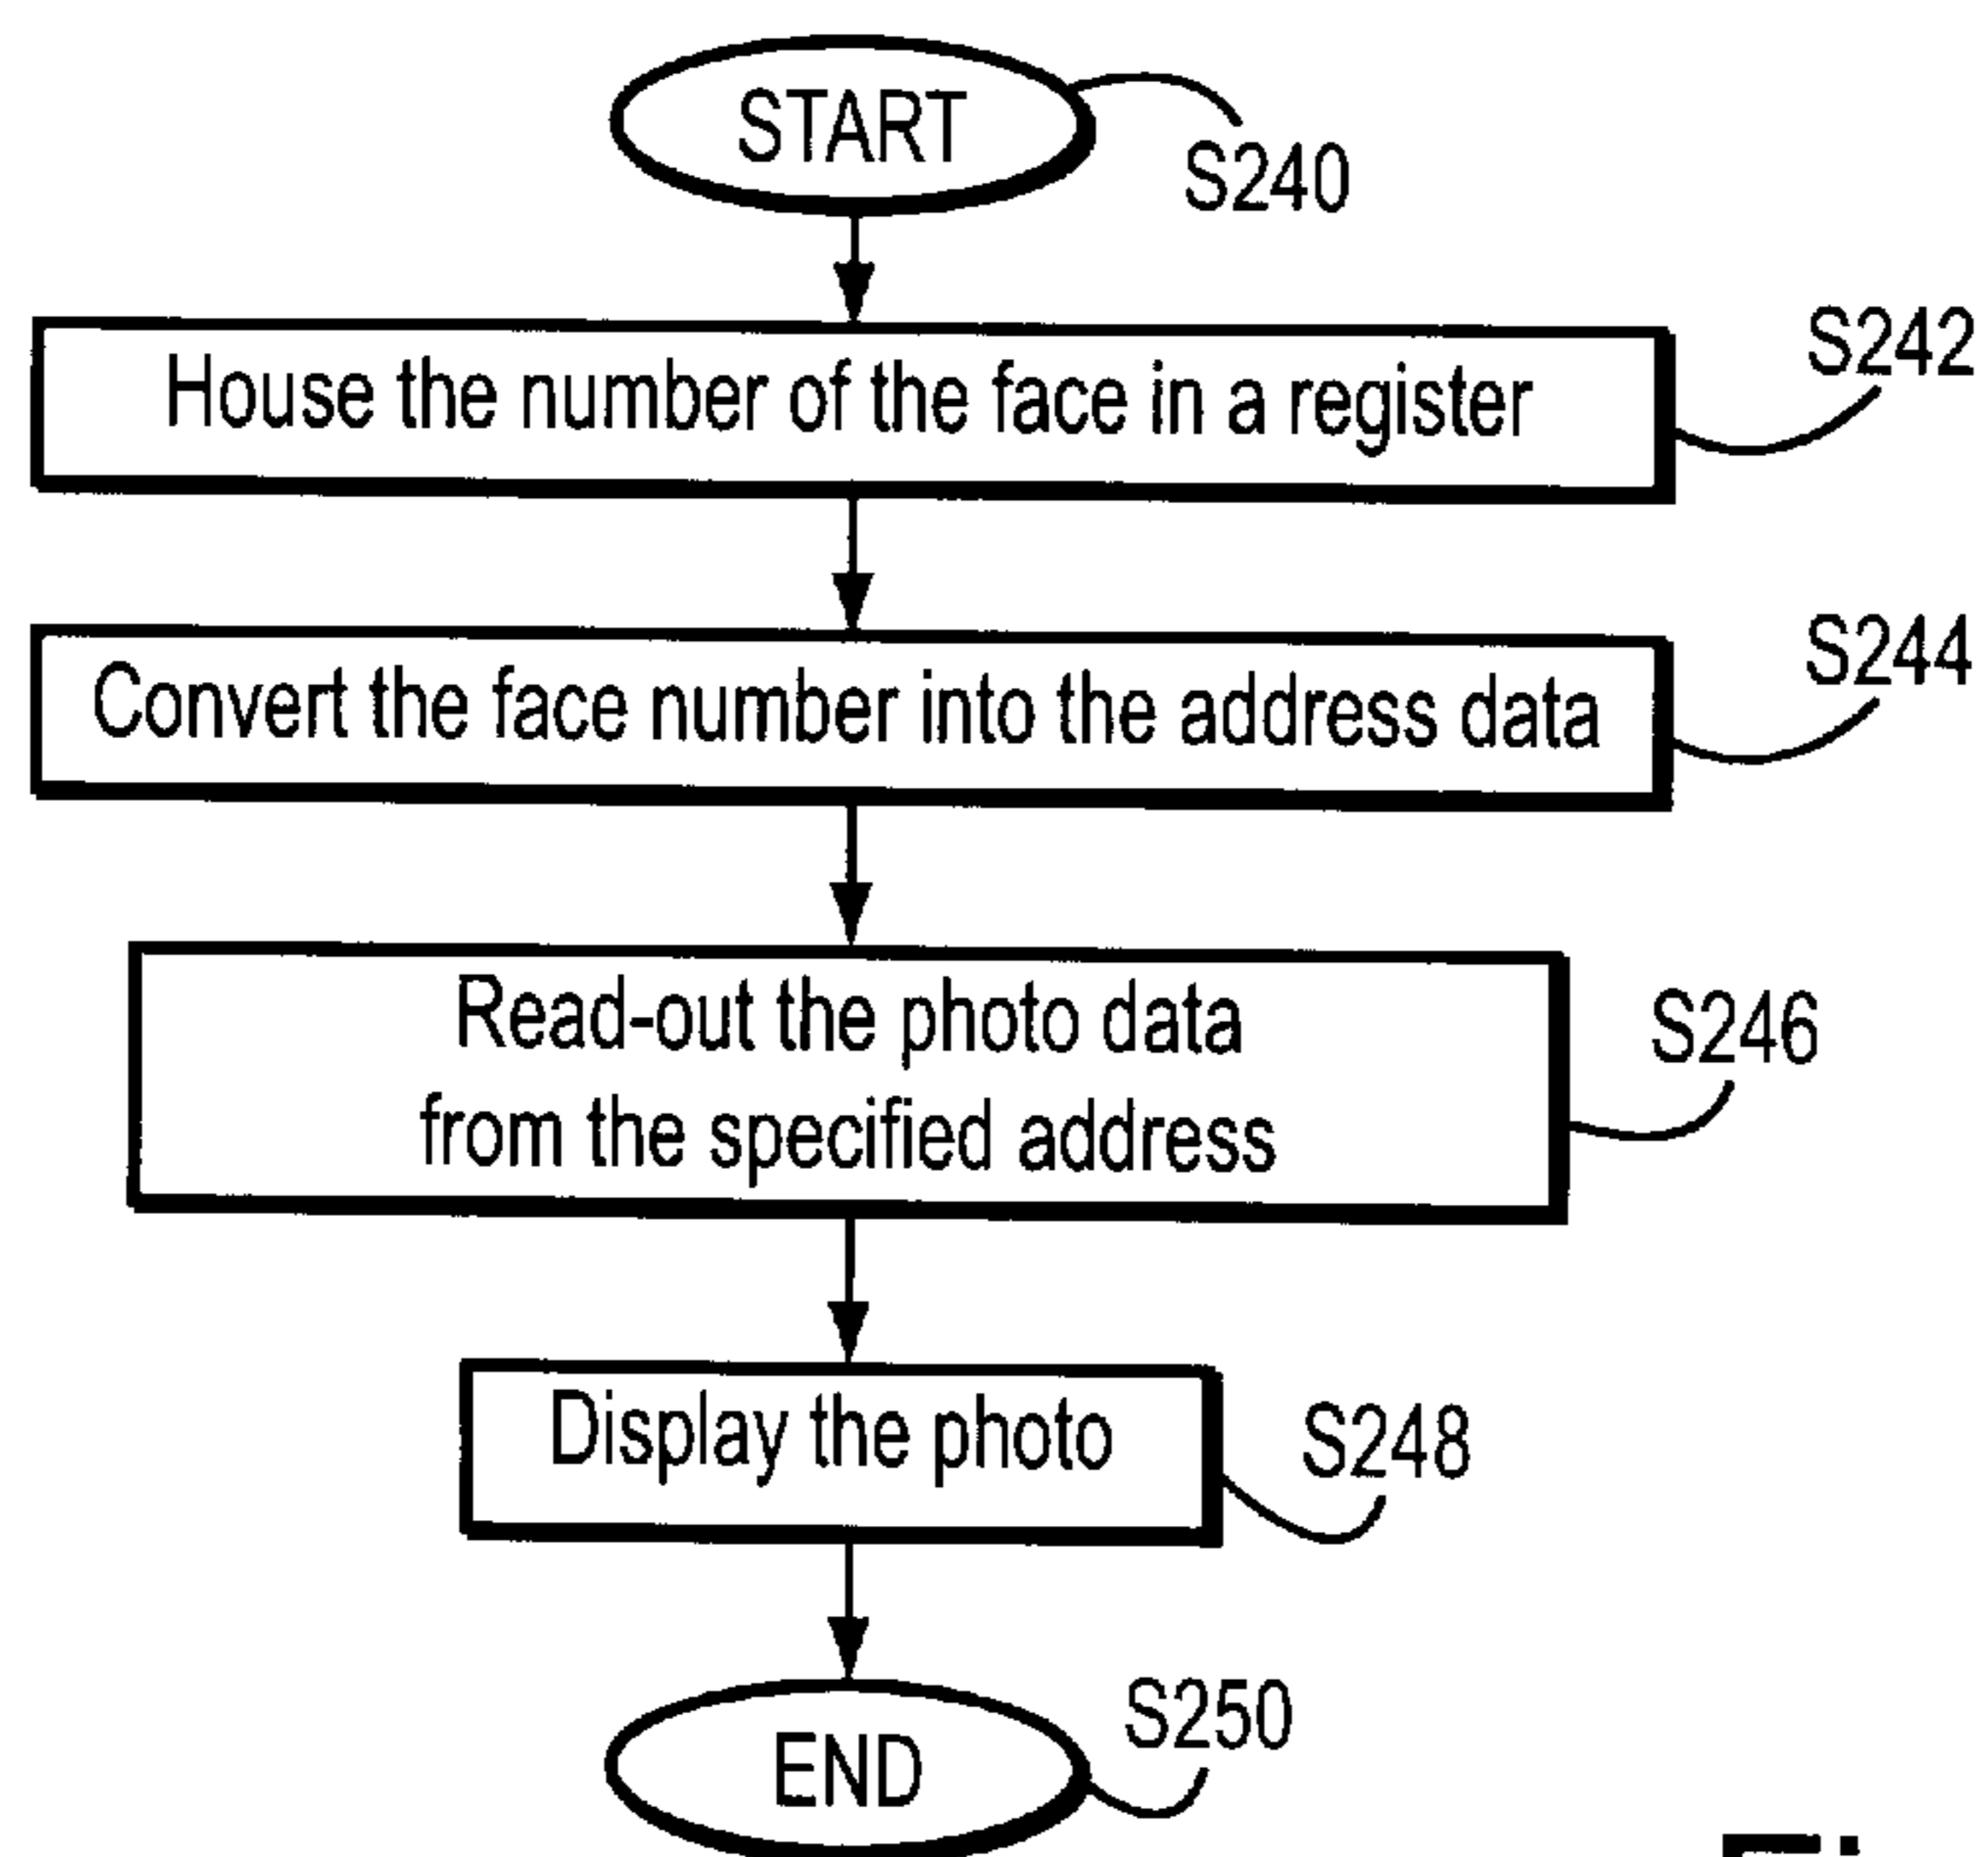 START
S240
House the number of the face in a register
S242
Convert the face number into the address data
S244
Read-out the photo data
from the specified address
S246
Display the photo
S248
END
S250